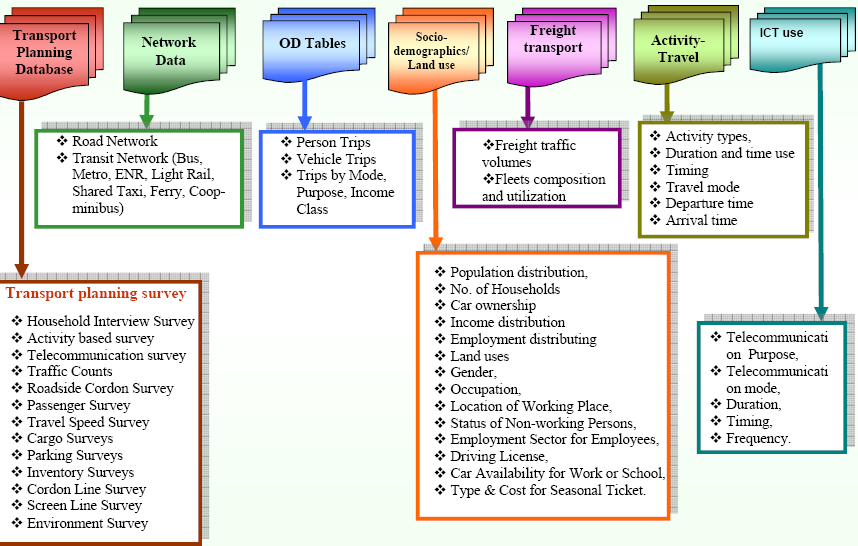 Transport
Planning
Database
Network
Data
OD Tables
Socio-
demographics/
Land use
Freight
transport
Activity-
Travel
ICT use
❖ Road Network
❖ Transit Network (Bus,
Metro, ENR, Light Rail,
Shared Taxi, Ferry, Coop-
minibus)
❖ Person Trips
❖ Vehicle Trips
❖ Trips by Mode,
Purpose, Income
Class
❖Freight traffic
volumes
❖Fleets composition
and utilization
❖ Activity types,
❖ Duration and time use
❖ Timing
❖ Travel mode
❖ Departure time
❖ Arrival time
Transport planning survey
❖ Household Interview Survey
❖ Activity based survey
❖ Telecommunication survey
❖ Traffic Counts
❖ Roadside Cordon Survey
❖ Passenger Survey
❖ Travel Speed Survey
❖ Cargo Surveys
❖ Parking Surveys
❖ Inventory Surveys
❖ Cordon Line Survey
❖ Screen Line Survey
❖ Environment Survey
❖ Population distribution,
❖ No. of Households
❖ Car ownership
❖ Income distribution
❖ Employment distributing
❖ Land uses
❖ Gender,
❖ Occupation,
❖ Location of Working Place,
❖ Status of Non-working Persons,
❖ Employment Sector for Employees,
❖ Driving License,
❖ Car Availability for Work or School,
❖ Type & Cost for Seasonal Ticket.
❖ Telecommunicati
on Purpose,
❖ Telecommunicati
on mode,
❖ Duration,
❖ Timing,
❖ Frequency.